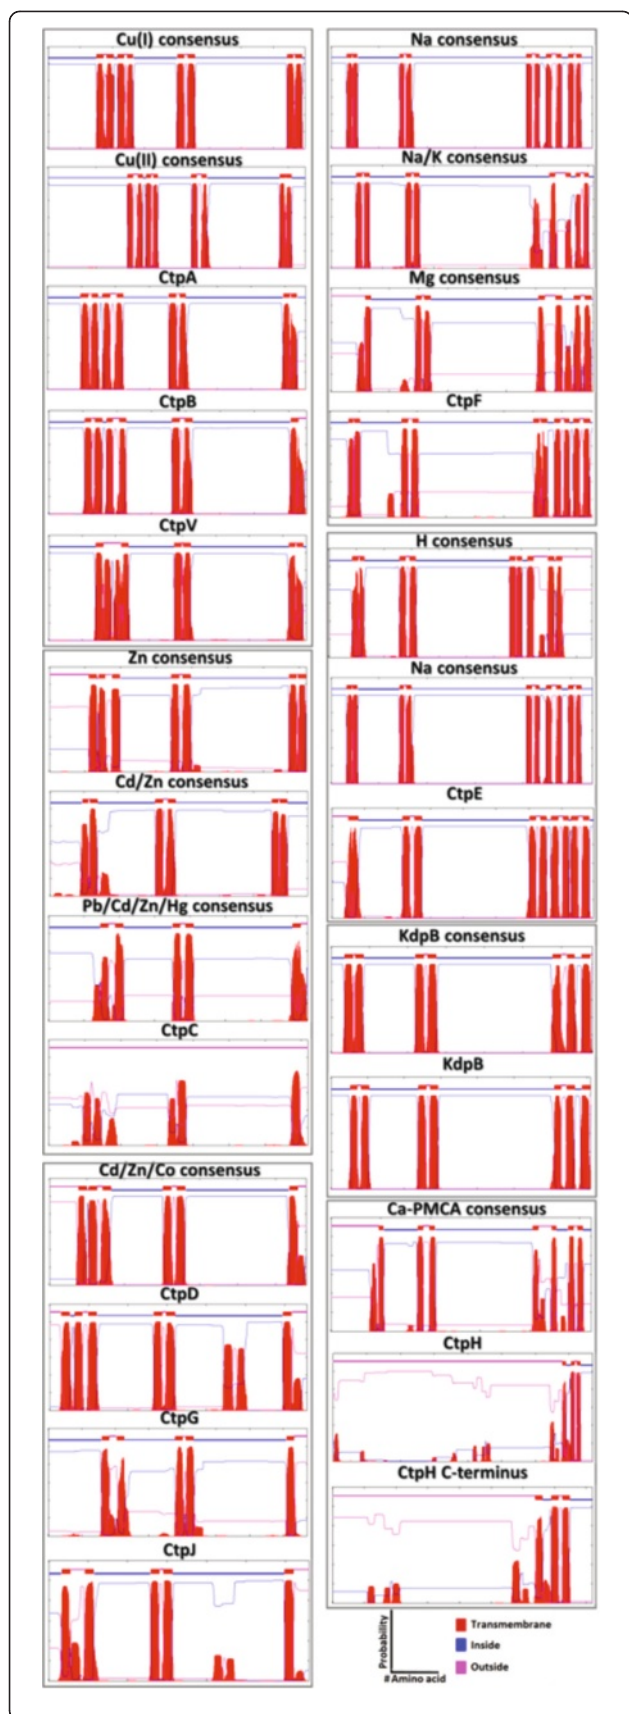 Cu(I) consensus
Cu(II) consensus
CtpA
CtpB
CtpV
Zn consensus
Cd/Zn consensus
Pb/Cd/Zn/Hg consensus
CtpC
Cd/Zn/Co consensus
CtpD
CtpG
CtpJ
Na consensus
Na/K consensus
Mg consensus
CtpF
H consensus
Na consensus
CtpE
KdpB consensus
KdpB
Ca-PMCA consensus
CtpH
CtpH C-terminus
Probability
# Amino acid
Transmembrane
Inside
Outside